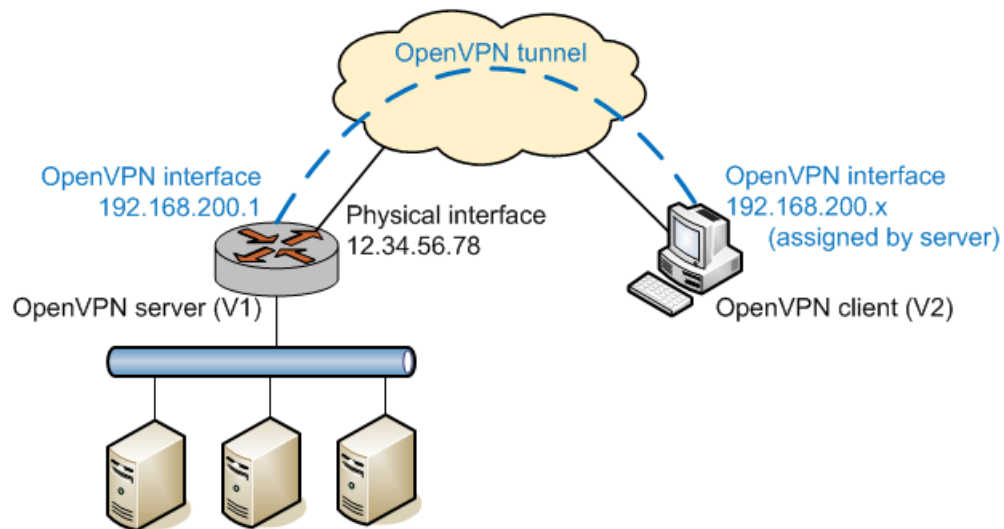 OpenVPN tunnel
OpenVPN interface
192.168.200.1
Physical interface
12.34.56.78
OpenVPN interface
192.168.200.x
(assigned by server)
OpenVPN server (V1)
OpenVPN client (V2)